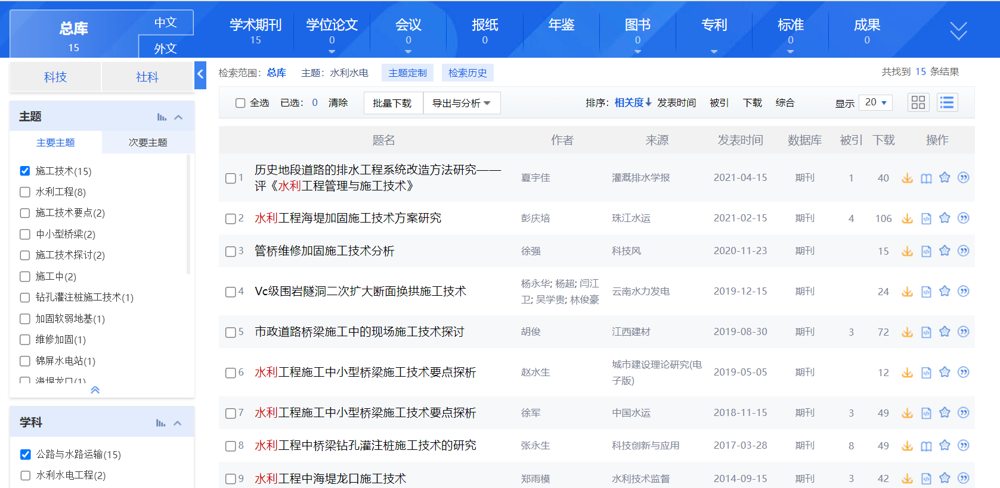 总库
15
中文
外文
学术期刊
15
学位论文
0
会议
0
报纸
0
年鉴
图书
0
专利
标准
0
成果
0
科技
社科
检索范围：总库 主题：水利水电 主题定制 检索历史
共找到 15 条结果
主题
主要主题 次要主题
施工技术(15)
水利工程(8)
施工技术要点(2)
中小型桥梁(2)
施工技术探讨(2)
施工中(2)
钻孔灌注桩施工技术(1)
加固软弱地基(1)
维修加固(1)
锦屏水电站(1)
海堤龙口(1)
学科
公路与水路运输(15)
水利水电工程(2)
全选 已选：0 清除 批量下载 导出与分析 排序：相关度 发表时间 被引 下载 综合 显示 20
题名 作者 来源 发表时间 数据库 被引 下载 操作
1 历史地段道路的排水工程系统改造方法研究——
评《水利工程管理与施工技术》 夏宇佳 灌溉排水学报 2021-04-15 期刊 1 40
2 水利工程海堤加固施工技术方案研究 彭庆培 珠江水运 2021-02-15 期刊 4 106
3 管桥维修加固施工技术分析 徐强 科技风 2020-11-23 期刊 15
4 Vc级围岩隧洞二次扩大断面换拱施工技术 杨永华; 杨超; 闫江
卫; 吴学贵; 林俊豪 云南水力发电 2019-12-15 期刊 24
5 市政道路桥梁施工中的现场施工技术探讨 胡俊 江西建材 2019-08-30 期刊 3 72
6 水利工程施工中小型桥梁施工技术要点探析 赵水生 城市建设理论研究(电
子版) 2019-05-05 期刊 12
7 水利工程施工中小型桥梁施工技术要点探析 徐军 中国水运 2018-11-15 期刊 3 49
8 水利工程中桥梁钻孔灌注桩施工技术的研究 张永生 科技创新与应用 2017-03-28 期刊 8 49
9 水利工程中海堤龙口施工技术 郑雨模 水利技术监督 2014-09-15 期刊 3 42